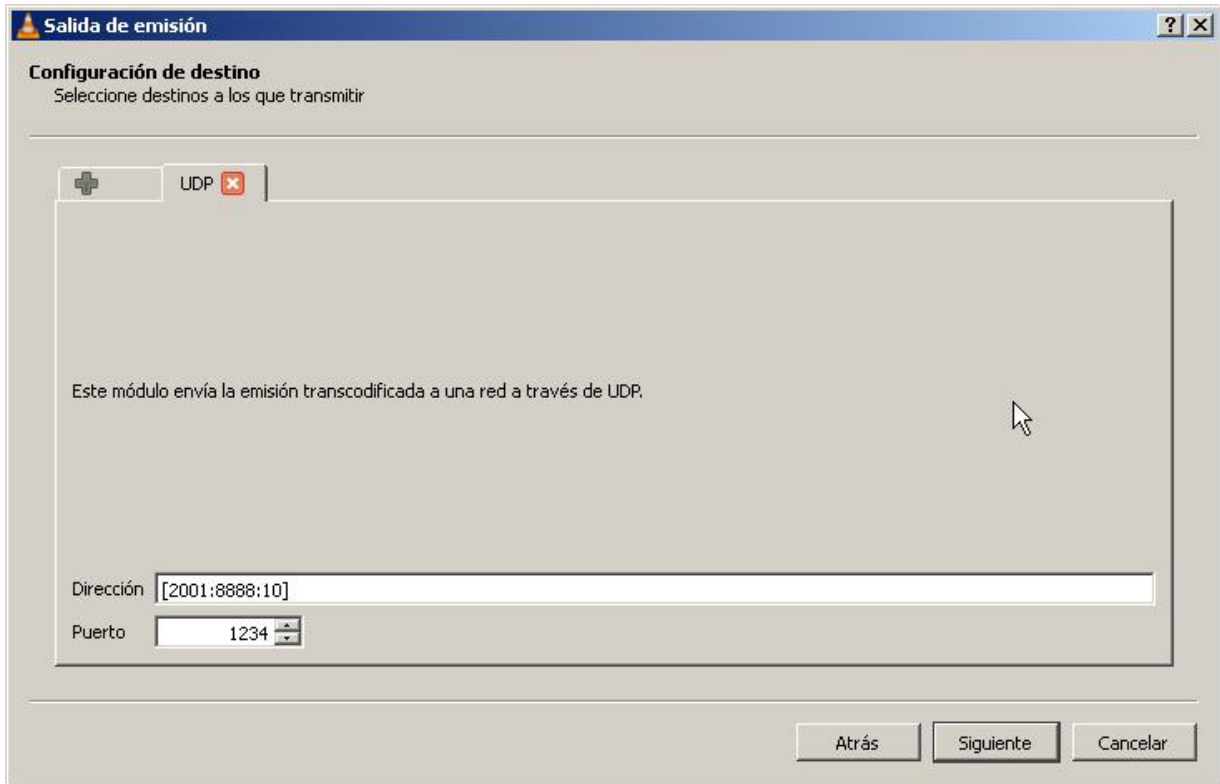 Salida de emisión
Configuración de destino
Seleccione destinos a los que transmitir
UDP
Este módulo envía la emisión transcodificada a una red a través de UDP.
Dirección [2001:8888:10]
Puerto 1234
Atrás Siguiente Cancelar